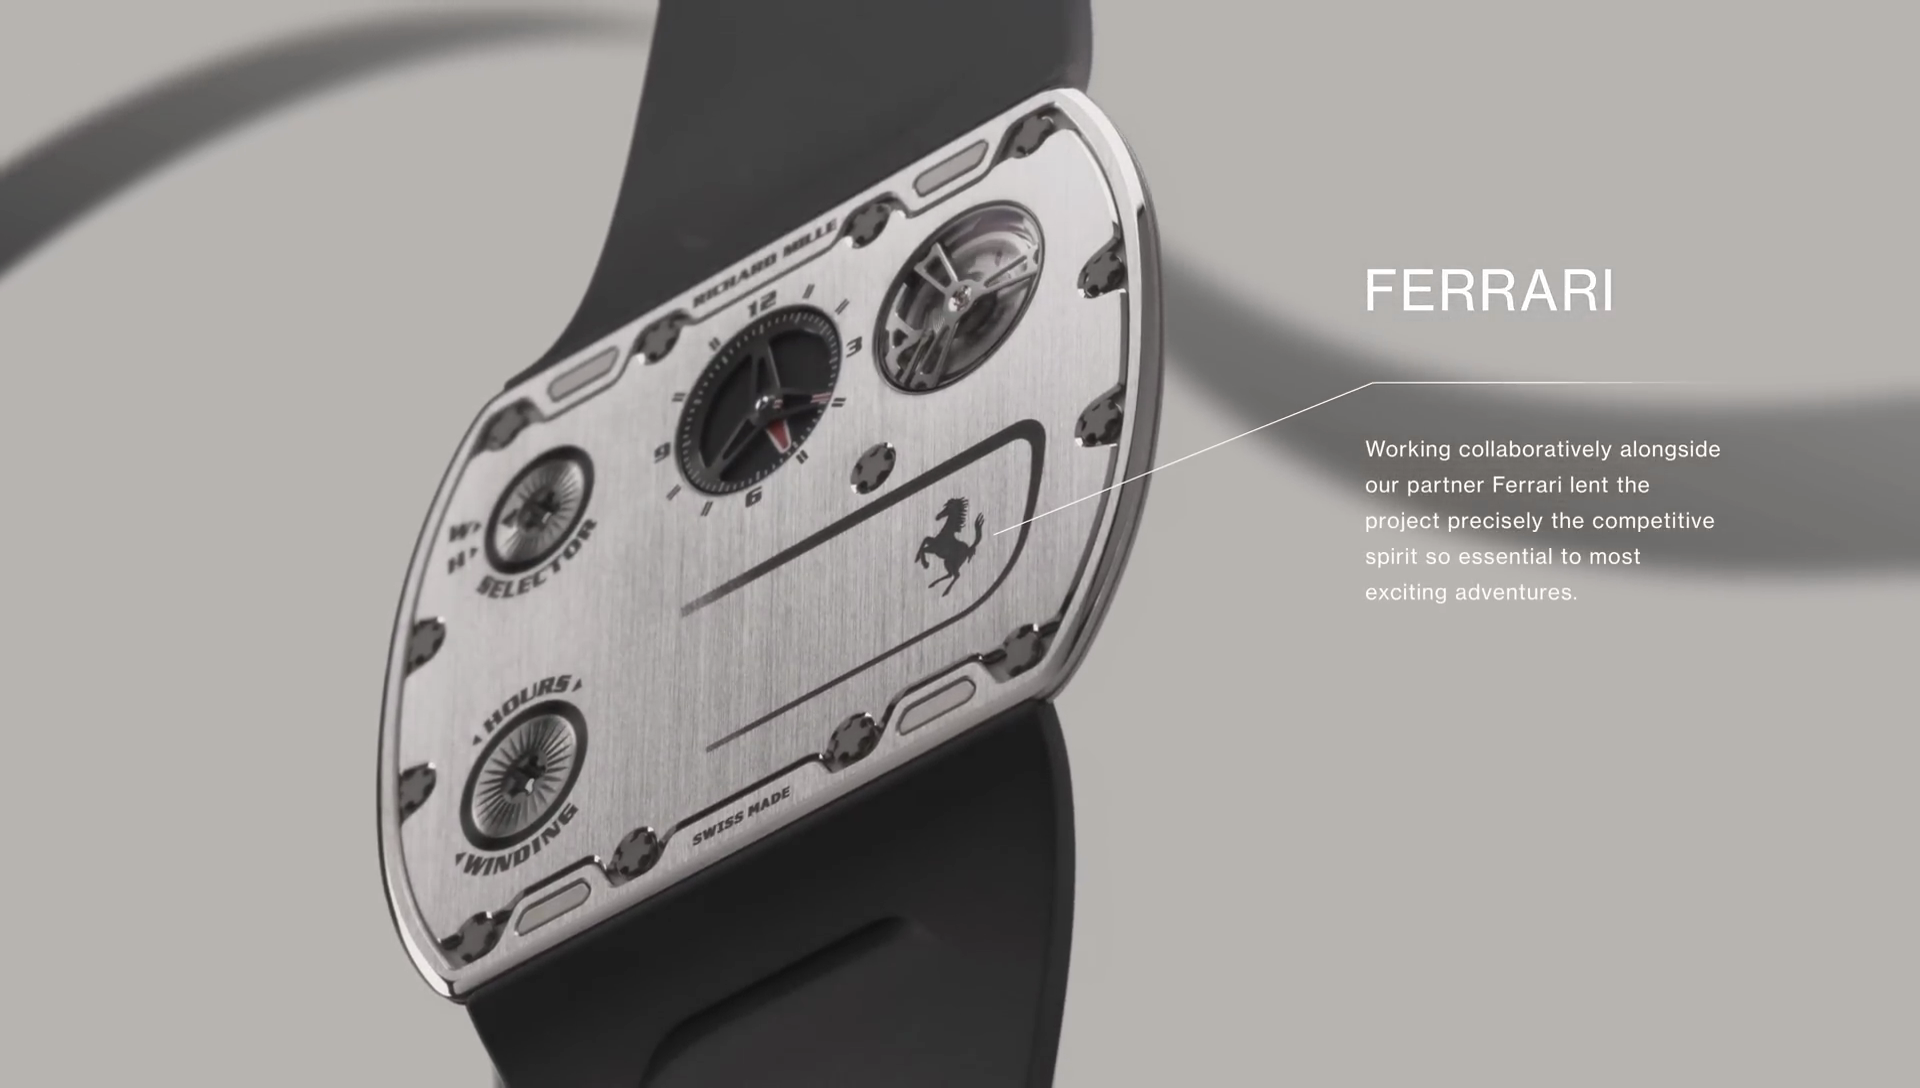 RICHARD MILLE
12
3
6
9
W
H
SELECTOR
HOURS
WINDING
SWISS MADE
FERRARI
Working collaboratively alongside
our partner Ferrari lent the
project precisely the competitive
spirit so essential to most
exciting adventures.